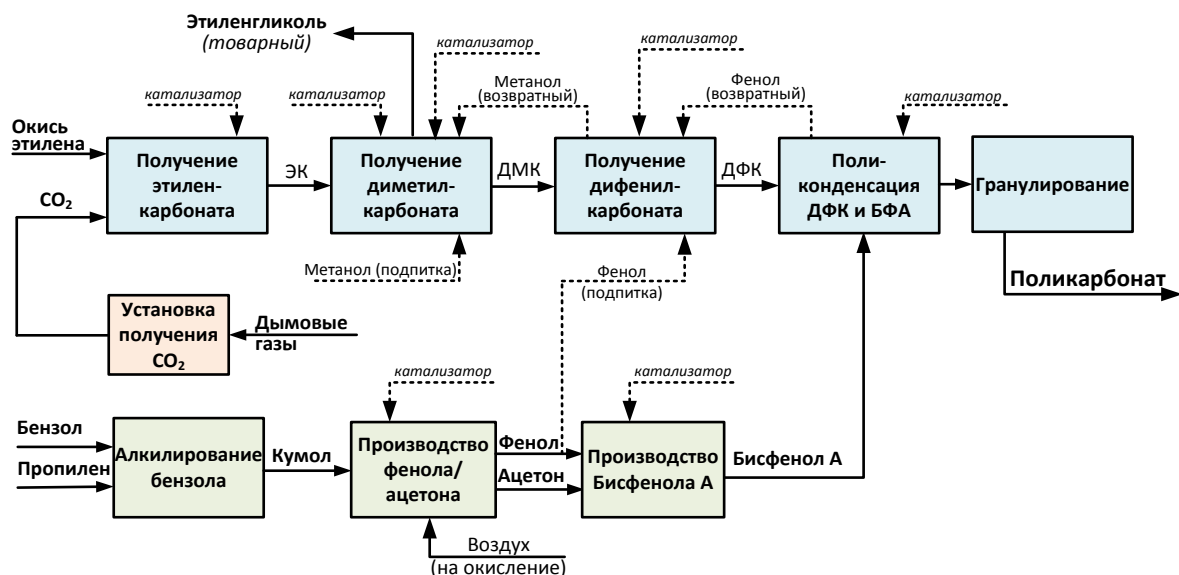 Этиленгликоль
(товарный)
катализатор
катализатор
Метанол
(возвратный)
Фенол
(возвратный)
катализатор
катализатор
катализатор
Окись
этилена
Получение
этилен-
карбоната
ЭК
Получение
диметил-
карбоната
ДМК
Получение
дифенил-
карбоната
ДФК
Поли-
конденсация
ДФК и БФА
Гранулирование
CO₂
Метанол (подпитка)
Фенол
(подпитка)
Поликарбонат
Установка
получения
CO₂
Дымовые
газы
катализатор
катализатор
Бензол
Пропилен
Алкилирование
бензола
Кумол
Производство
фенола/
ацетона
Фенол
Ацетон
Производство
Бисфенола А
Бисфенол А
Воздух
(на окисление)